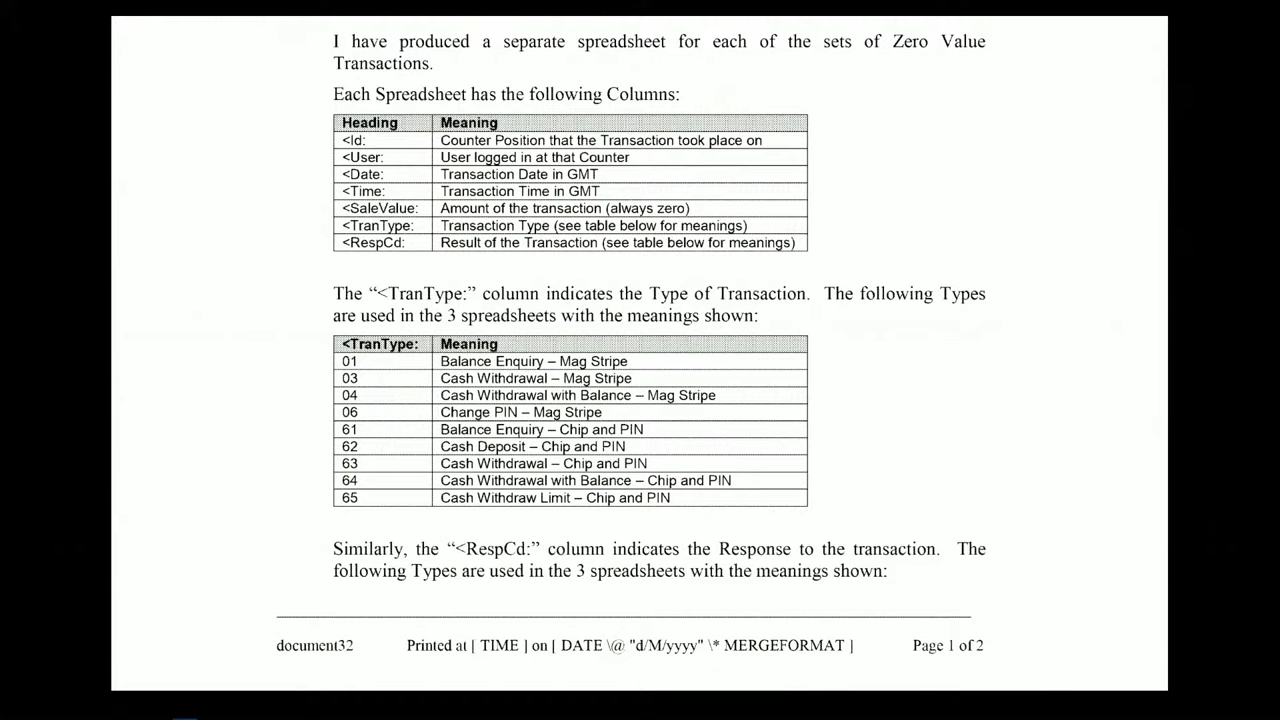 I have produced a separate spreadsheet for each of the sets of Zero Value
Transactions.
Each Spreadsheet has the following Columns:
Heading Meaning
<Id: Counter Position that the Transaction took place on
<User: User logged in at that Counter
<Date: Transaction Date in GMT
<Time: Transaction Time in GMT
<SaleValue: Amount of the transaction (always zero)
<TranType: Transaction Type (see table below for meanings)
<RespCd: Result of the Transaction (see table below for meanings)
The “<TranType:” column indicates the Type of Transaction. The following Types
are used in the 3 spreadsheets with the meanings shown:
<TranType: Meaning
01 Balance Enquiry – Mag Stripe
03 Cash Withdrawal – Mag Stripe
04 Cash Withdrawal with Balance – Mag Stripe
06 Change PIN – Mag Stripe
61 Balance Enquiry – Chip and PIN
62 Cash Deposit – Chip and PIN
63 Cash Withdrawal – Chip and PIN
64 Cash Withdrawal with Balance – Chip and PIN
65 Cash Withdraw Limit – Chip and PIN
Similarly, the “<RespCd:” column indicates the Response to the transaction. The
following Types are used in the 3 spreadsheets with the meanings shown:
document32 Printed at [ TIME ] on [ DATE \@ "d/M/yyyy" \* MERGEFORMAT ] Page 1 of 2